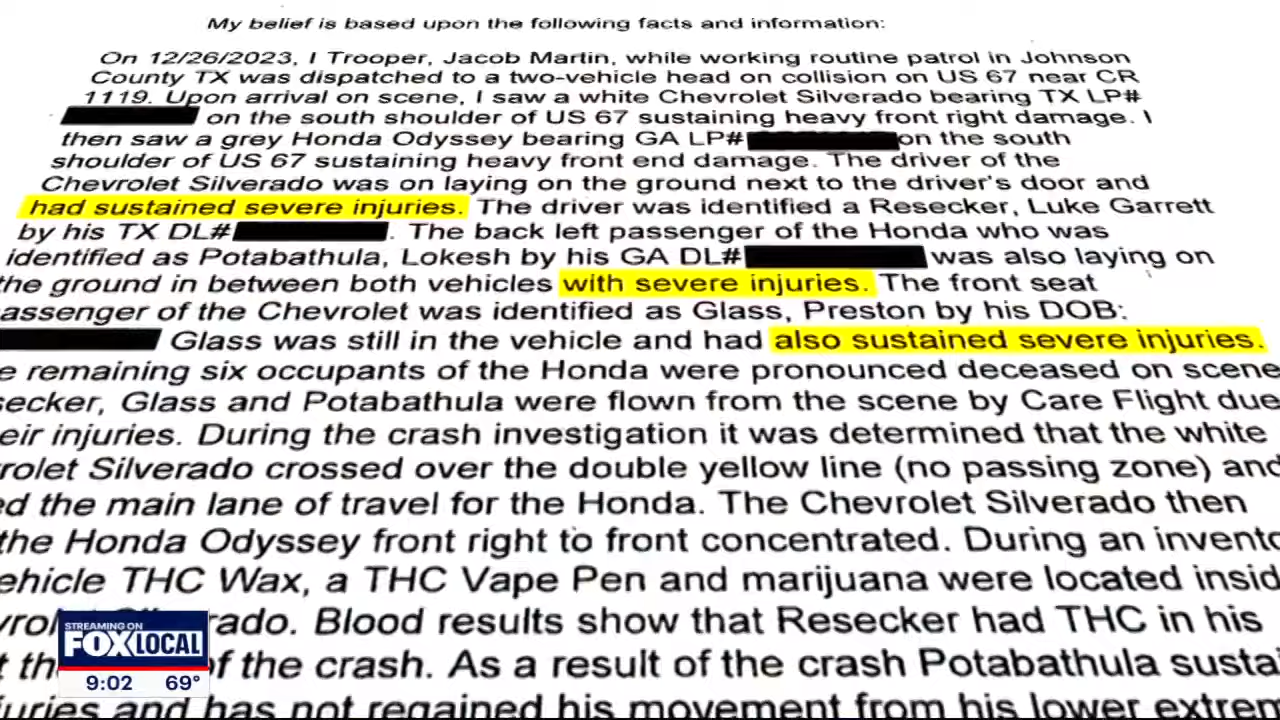 My belief is based upon the following facts and information:
On 12/26/2023, I Trooper, Jacob Martin, while working routine patrol in Johnson
County TX was dispatched to a two-vehicle head on collision on US 67 near CR
1119. Upon arrival on scene, I saw a white Chevrolet Silverado bearing TX LP#
on the south shoulder of US 67 sustaining heavy front right damage. I
then saw a grey Honda Odyssey bearing GA LP# on the south
shoulder of US 67 sustaining heavy front end damage. The driver of the
Chevrolet Silverado was on laying on the ground next to the driver's door and
had sustained severe injuries. The driver was identified a Resecker, Luke Garrett
by his TX DL# . The back left passenger of the Honda who was
identified as Potabathula, Lokesh by his GA DL# was also laying on
the ground in between both vehicles with severe injuries. The front seat
assenger of the Chevrolet was identified as Glass, Preston by his DOB:
Glass was still in the vehicle and had also sustained severe injuries.
e remaining six occupants of the Honda were pronounced deceased on scene
secker, Glass and Potabathula were flown from the scene by Care Flight due
eir injuries. During the crash investigation it was determined that the white
rolet Silverado crossed over the double yellow line (no passing zone) and
ed the main lane of travel for the Honda. The Chevrolet Silverado then
the Honda Odyssey front right to front concentrated. During an invento
ehicle THC Wax, a THC Vape Pen and marijuana were located insid
vrol rado. Blood results show that Resecker had THC in his
t th of the crash. As a result of the crash Potabathula sustai
juries and has not regained his movement from his lower extrem
STREAMING ON
FOX LOCAL
9:02 69°